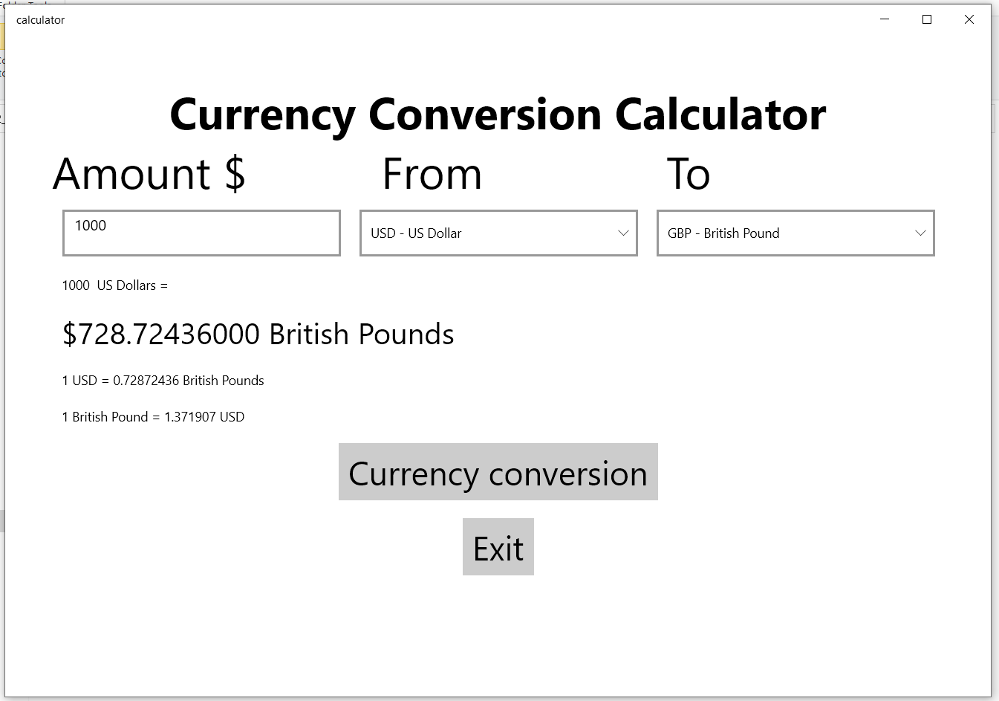 calculator
Currency Conversion Calculator
Amount $ From To
1000 USD - US Dollar GBP - British Pound
1000  US Dollars =
$728.72436000 British Pounds
1 USD = 0.72872436 British Pounds
1 British Pound = 1.371907 USD
Currency conversion
Exit